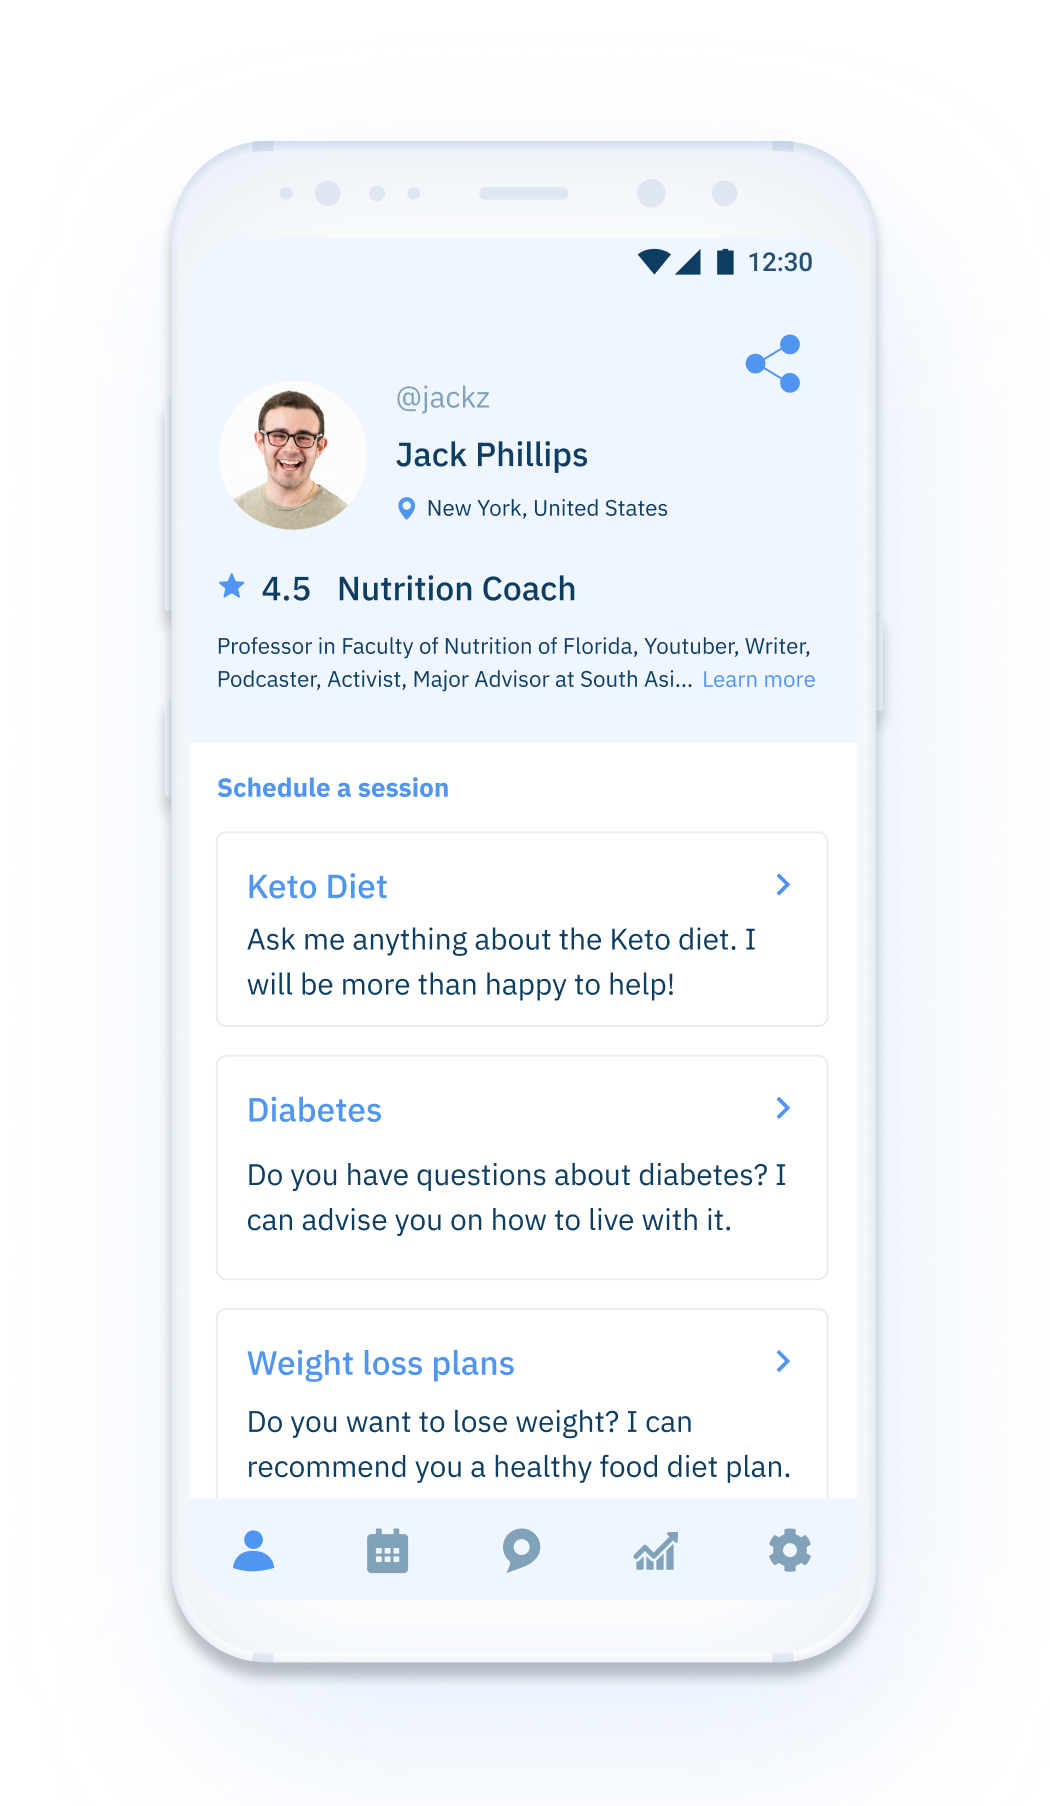 12:30
@jackz
Jack Phillips
New York, United States
4.5 Nutrition Coach
Professor in Faculty of Nutrition of Florida, Youtuber, Writer,
Podcaster, Activist, Major Advisor at South Asi... Learn more
Schedule a session
Keto Diet
Ask me anything about the Keto diet. I
will be more than happy to help!
Diabetes
Do you have questions about diabetes? I
can advise you on how to live with it.
Weight loss plans
Do you want to lose weight? I can
recommend you a healthy food diet plan.